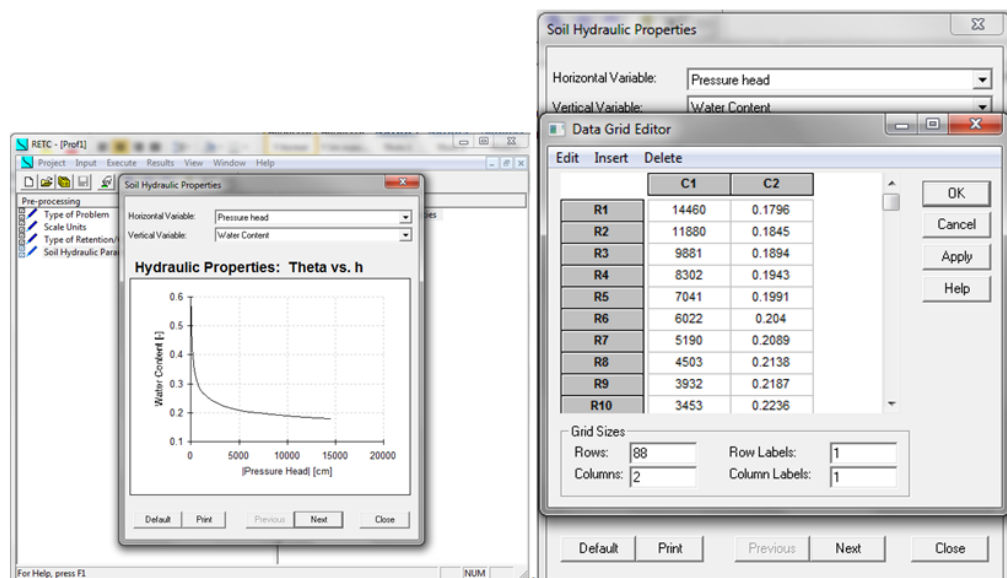 RETC - [Prof1]
Project Input Execute Results View Window Help
Pre-processing
Type of Problem
Scale Units
Type of Retention/
Soil Hydraulic Para
Soil Hydraulic Properties
Horizontal Variable: Pressure head
Vertical Variable: Water Content
Hydraulic Properties: Theta vs. h
Water Content [-]
0.6
0.5
0.4
0.3
0.2
0.1
0 5000 10000 15000 20000
|Pressure Head| [cm]
Default Print Previous Next Close
For Help, press F1 NUM
Soil Hydraulic Properties
Horizontal Variable: Pressure head
Vertical Variable: Water Content
Data Grid Editor
Edit Insert Delete
C1 C2
R1 14460 0.1796
R2 11880 0.1845
R3 9881 0.1894
R4 8302 0.1943
R5 7041 0.1991
R6 6022 0.204
R7 5190 0.2089
R8 4503 0.2138
R9 3932 0.2187
R10 3453 0.2236
OK
Cancel
Apply
Help
Grid Sizes
Rows: 88 Row Labels: 1
Columns: 2 Column Labels: 1
Default Print Previous Next Close